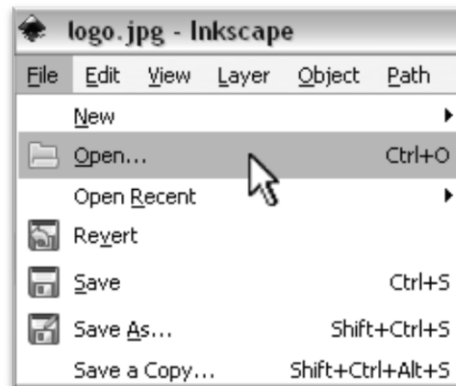 logo.jpg - Inkscape
File Edit View Layer Object Path
New
Open... Ctrl+O
Open Recent
Revert
Save Ctrl+S
Save As... Shift+Ctrl+S
Save a Copy... Shift+Ctrl+Alt+S